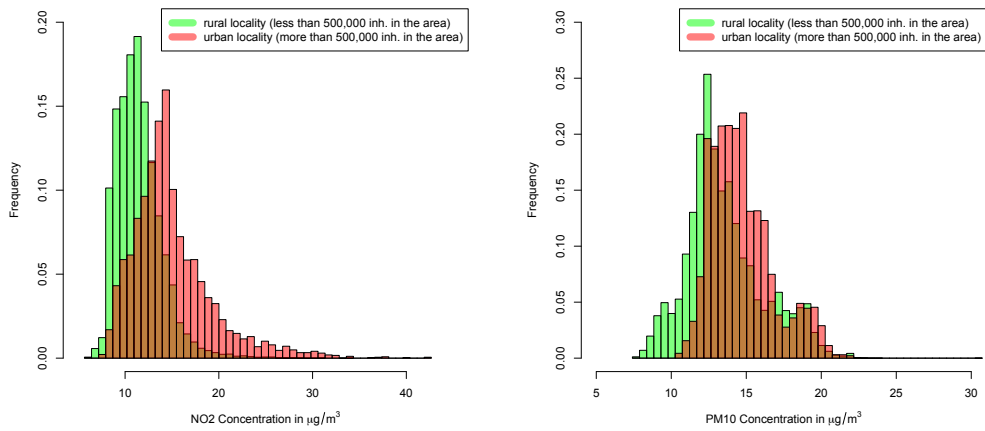 rural locality (less than 500,000 inh. in the area)
urban locality (more than 500,000 inh. in the area)
0.20
0.15
0.10
0.05
0.00
Frequency
10 20 30 40
NO2 Concentration in μg/m³
rural locality (less than 500,000 inh. in the area)
urban locality (more than 500,000 inh. in the area)
0.30
0.25
0.20
0.15
0.10
0.05
0.00
Frequency
5 10 15 20 25 30
PM10 Concentration in μg/m³